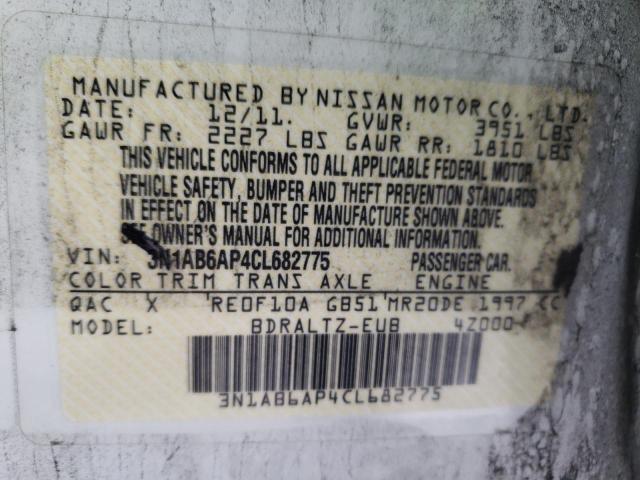 MANUFACTURED BY NISSAN MOTOR CO., LTD.
DATE: 12/11. GVWR: 3951 LBS
GAWR FR: 2227 LBS GAWR RR: 1810 LBS
THIS VEHICLE CONFORMS TO ALL APPLICABLE FEDERAL MOTOR
VEHICLE SAFETY, BUMPER AND THEFT PREVENTION STANDARDS
IN EFFECT ON THE DATE OF MANUFACTURE SHOWN ABOVE.
SEE OWNER'S MANUAL FOR ADDITIONAL INFORMATION.
VIN: 3N1AB6AP4CL682775 PASSENGER CAR.
COLOR TRIM TRANS AXLE ENGINE
QAC X RE0F10A GB51 MR20DE 1997 CC
MODEL: BDRALTZ-EUB 4Z000
3N1AB6AP4CL682775